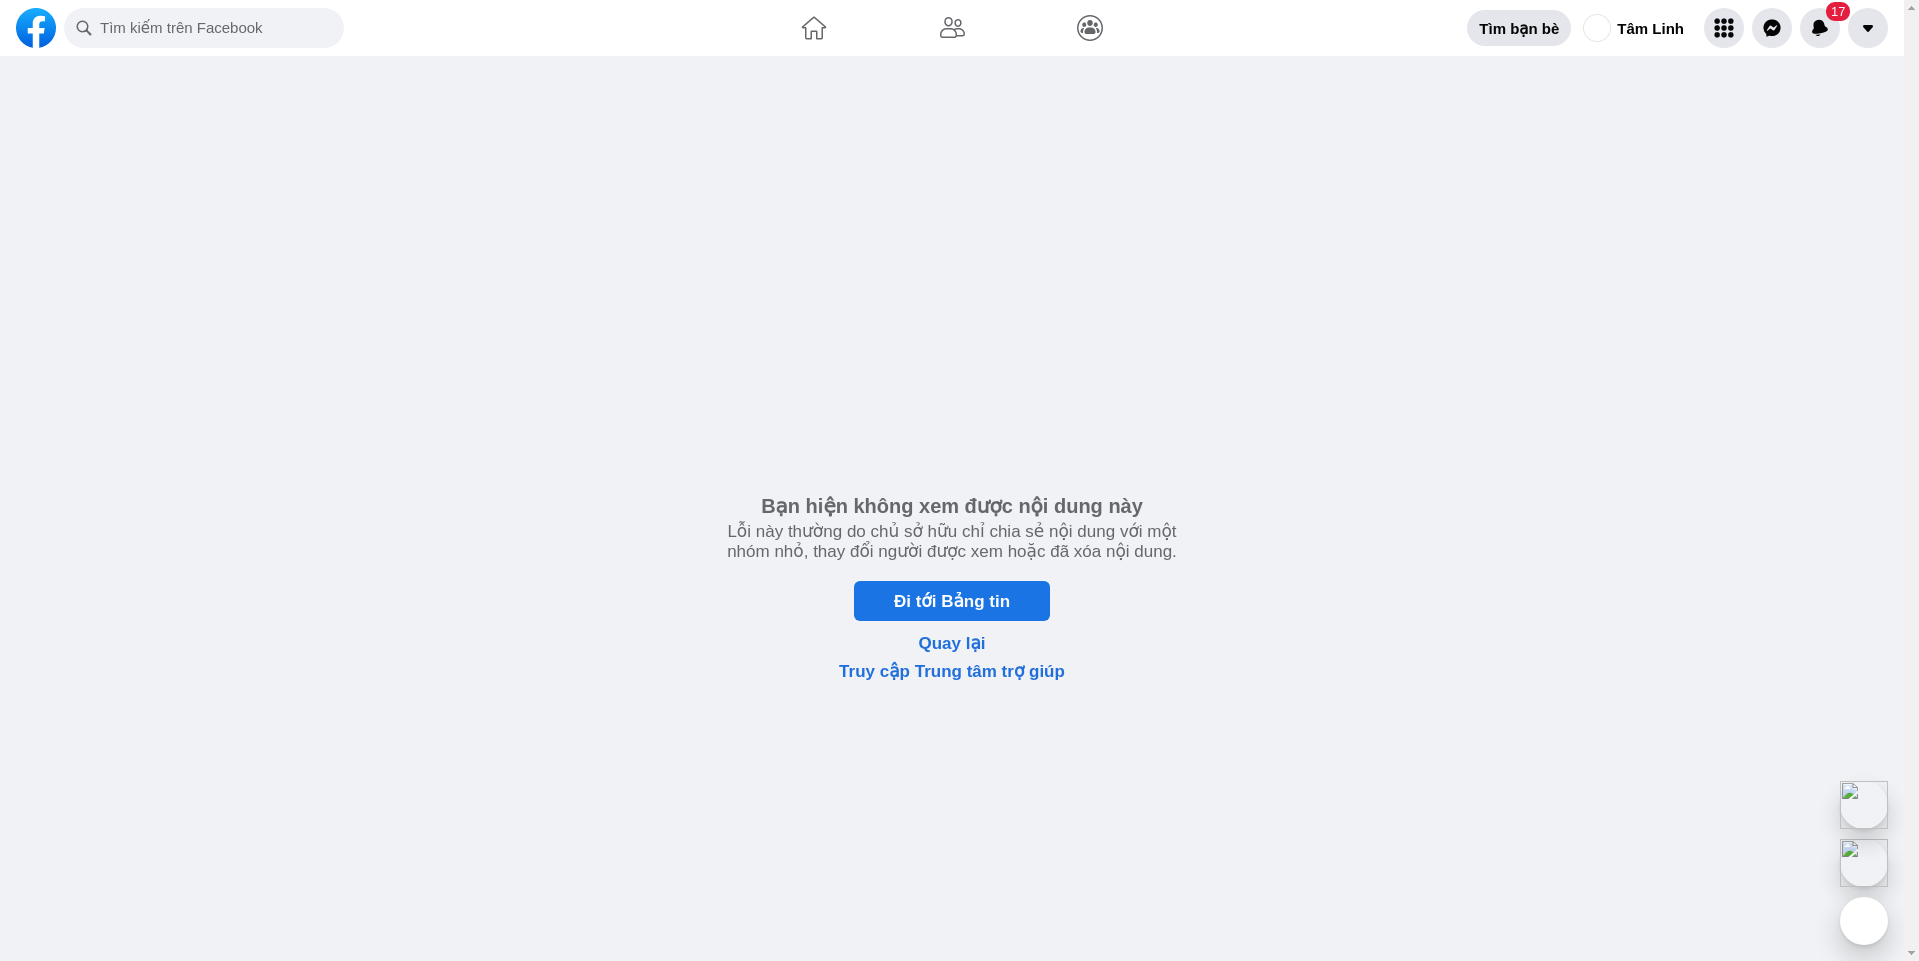 Tìm kiếm trên Facebook
Tìm bạn bè
Tâm Linh
17
Bạn hiện không xem được nội dung này
Lỗi này thường do chủ sở hữu chỉ chia sẻ nội dung với một
nhóm nhỏ, thay đổi người được xem hoặc đã xóa nội dung.
Đi tới Bảng tin
Quay lại
Truy cập Trung tâm trợ giúp